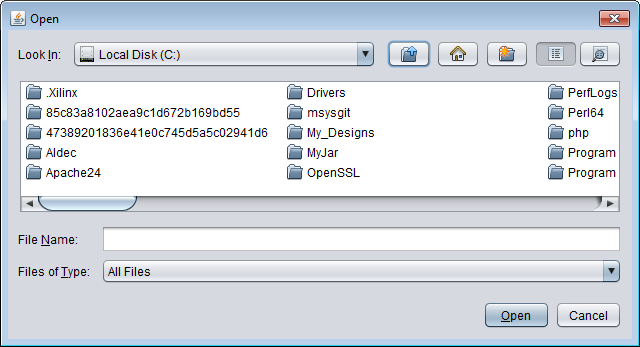 Open
Look In: Local Disk (C:)
.Xilinx Drivers PerfLogs
85c83a8102aea9c1d672b169bd55 msysgit Perl64
47389201836e41e0c745d5a5c02941d6 My_Designs php
Aldec MyJar Program
Apache24 OpenSSL Program
File Name:
Files of Type: All Files
Open Cancel